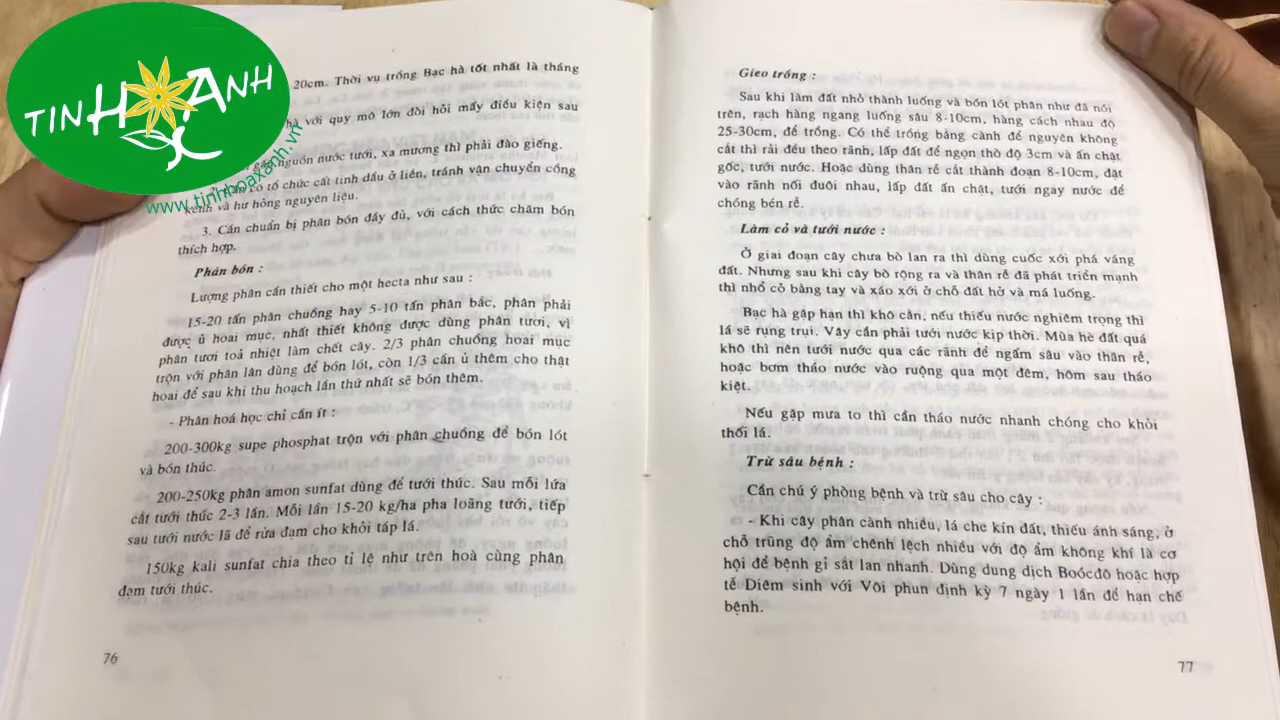 TINH HOA XANH
www.tinhhoaxanh.vn
20cm. Thời vụ trồng Bạc hà tốt nhất là tháng
hà với quy mô lớn đòi hỏi mấy điều kiện sau
gần nguồn nước tưới, xa mương thì phải đào giếng.
có tổ chức cất tinh dầu ở liền, tránh vận chuyển cồng
kềnh và hư hỏng nguyên liệu.
3. Cần chuẩn bị phân bón đầy đủ, với cách thức chăm bón
thích hợp.
Phân bón :
Lượng phân cần thiết cho một hecta như sau :
15-20 tấn phân chuồng hay 5-10 tấn phân bắc, phân phải
được ủ hoai mục, nhất thiết không được dùng phân tươi, vì
phân tươi toả nhiệt làm chết cây. 2/3 phân chuồng hoai mục
trộn với phân lân dùng để bón lót, còn 1/3 cần ủ thêm cho thật
hoai để sau khi thu hoạch lần thứ nhất sẽ bón thêm.
- Phân hoá học chỉ cần ít :
200-300kg supe phosphat trộn với phân chuồng để bón lót
và bón thúc.
200-250kg phân amon sunfat dùng để tưới thúc. Sau mỗi lứa
cắt tưới thúc 2-3 lần. Mỗi lần 15-20 kg/ha pha loãng tưới, tiếp
sau tưới nước lã để rửa đạm cho khỏi táp lá.
150kg kali sunfat chia theo tỉ lệ như trên hoà cùng phân
đạm tưới thúc.
76
Gieo trồng :
Sau khi làm đất nhỏ thành luống và bón lót phân như đã nói
trên, rạch hàng ngang luống sâu 8-10cm, hàng cách nhau độ
25-30cm, để trồng. Có thể trồng bằng cành để nguyên không
cắt thì rải đều theo rãnh, lấp đất để ngọn thò độ 3cm và ấn chặt
gốc, tưới nước. Hoặc dùng thân rễ cắt thành đoạn 8-10cm, đặt
vào rãnh nối đuôi nhau, lấp đất ấn chặt, tưới ngay nước để
chóng bén rễ.
Làm cỏ và tưới nước :
Ở giai đoạn cây chưa bò lan ra thì dùng cuốc xới phá váng
đất. Nhưng sau khi cây bò rộng ra và thân rễ đã phát triển mạnh
thì nhổ cỏ bằng tay và xáo xới ở chỗ đất hở và má luống.
Bạc hà gặp hạn thì khô cằn, nếu thiếu nước nghiêm trọng thì
lá sẽ rụng trụi. Vây cần phải tưới nước kịp thời. Mùa hè đất quá
khô thì nên tưới nước qua các rãnh để ngấm sâu vào thân rễ,
hoặc bơm tháo nước vào ruộng qua một đêm, hôm sau tháo
kiệt.
Nếu gặp mưa to thì cần tháo nước nhanh chóng cho khỏi
thối lá.
Trừ sâu bệnh :
Cần chú ý phòng bệnh và trừ sâu cho cây :
- Khi cây phân cành nhiều, lá che kín đất, thiếu ánh sáng, ở
chỗ trũng độ ẩm chênh lệch nhiều với độ ẩm không khí là cơ
hội để bệnh gỉ sắt lan nhanh. Dùng dung dịch Boócđô hoặc hợp
tễ Diêm sinh với Vôi phun định kỳ 7 ngày 1 lần để hạn chế
bệnh.
77